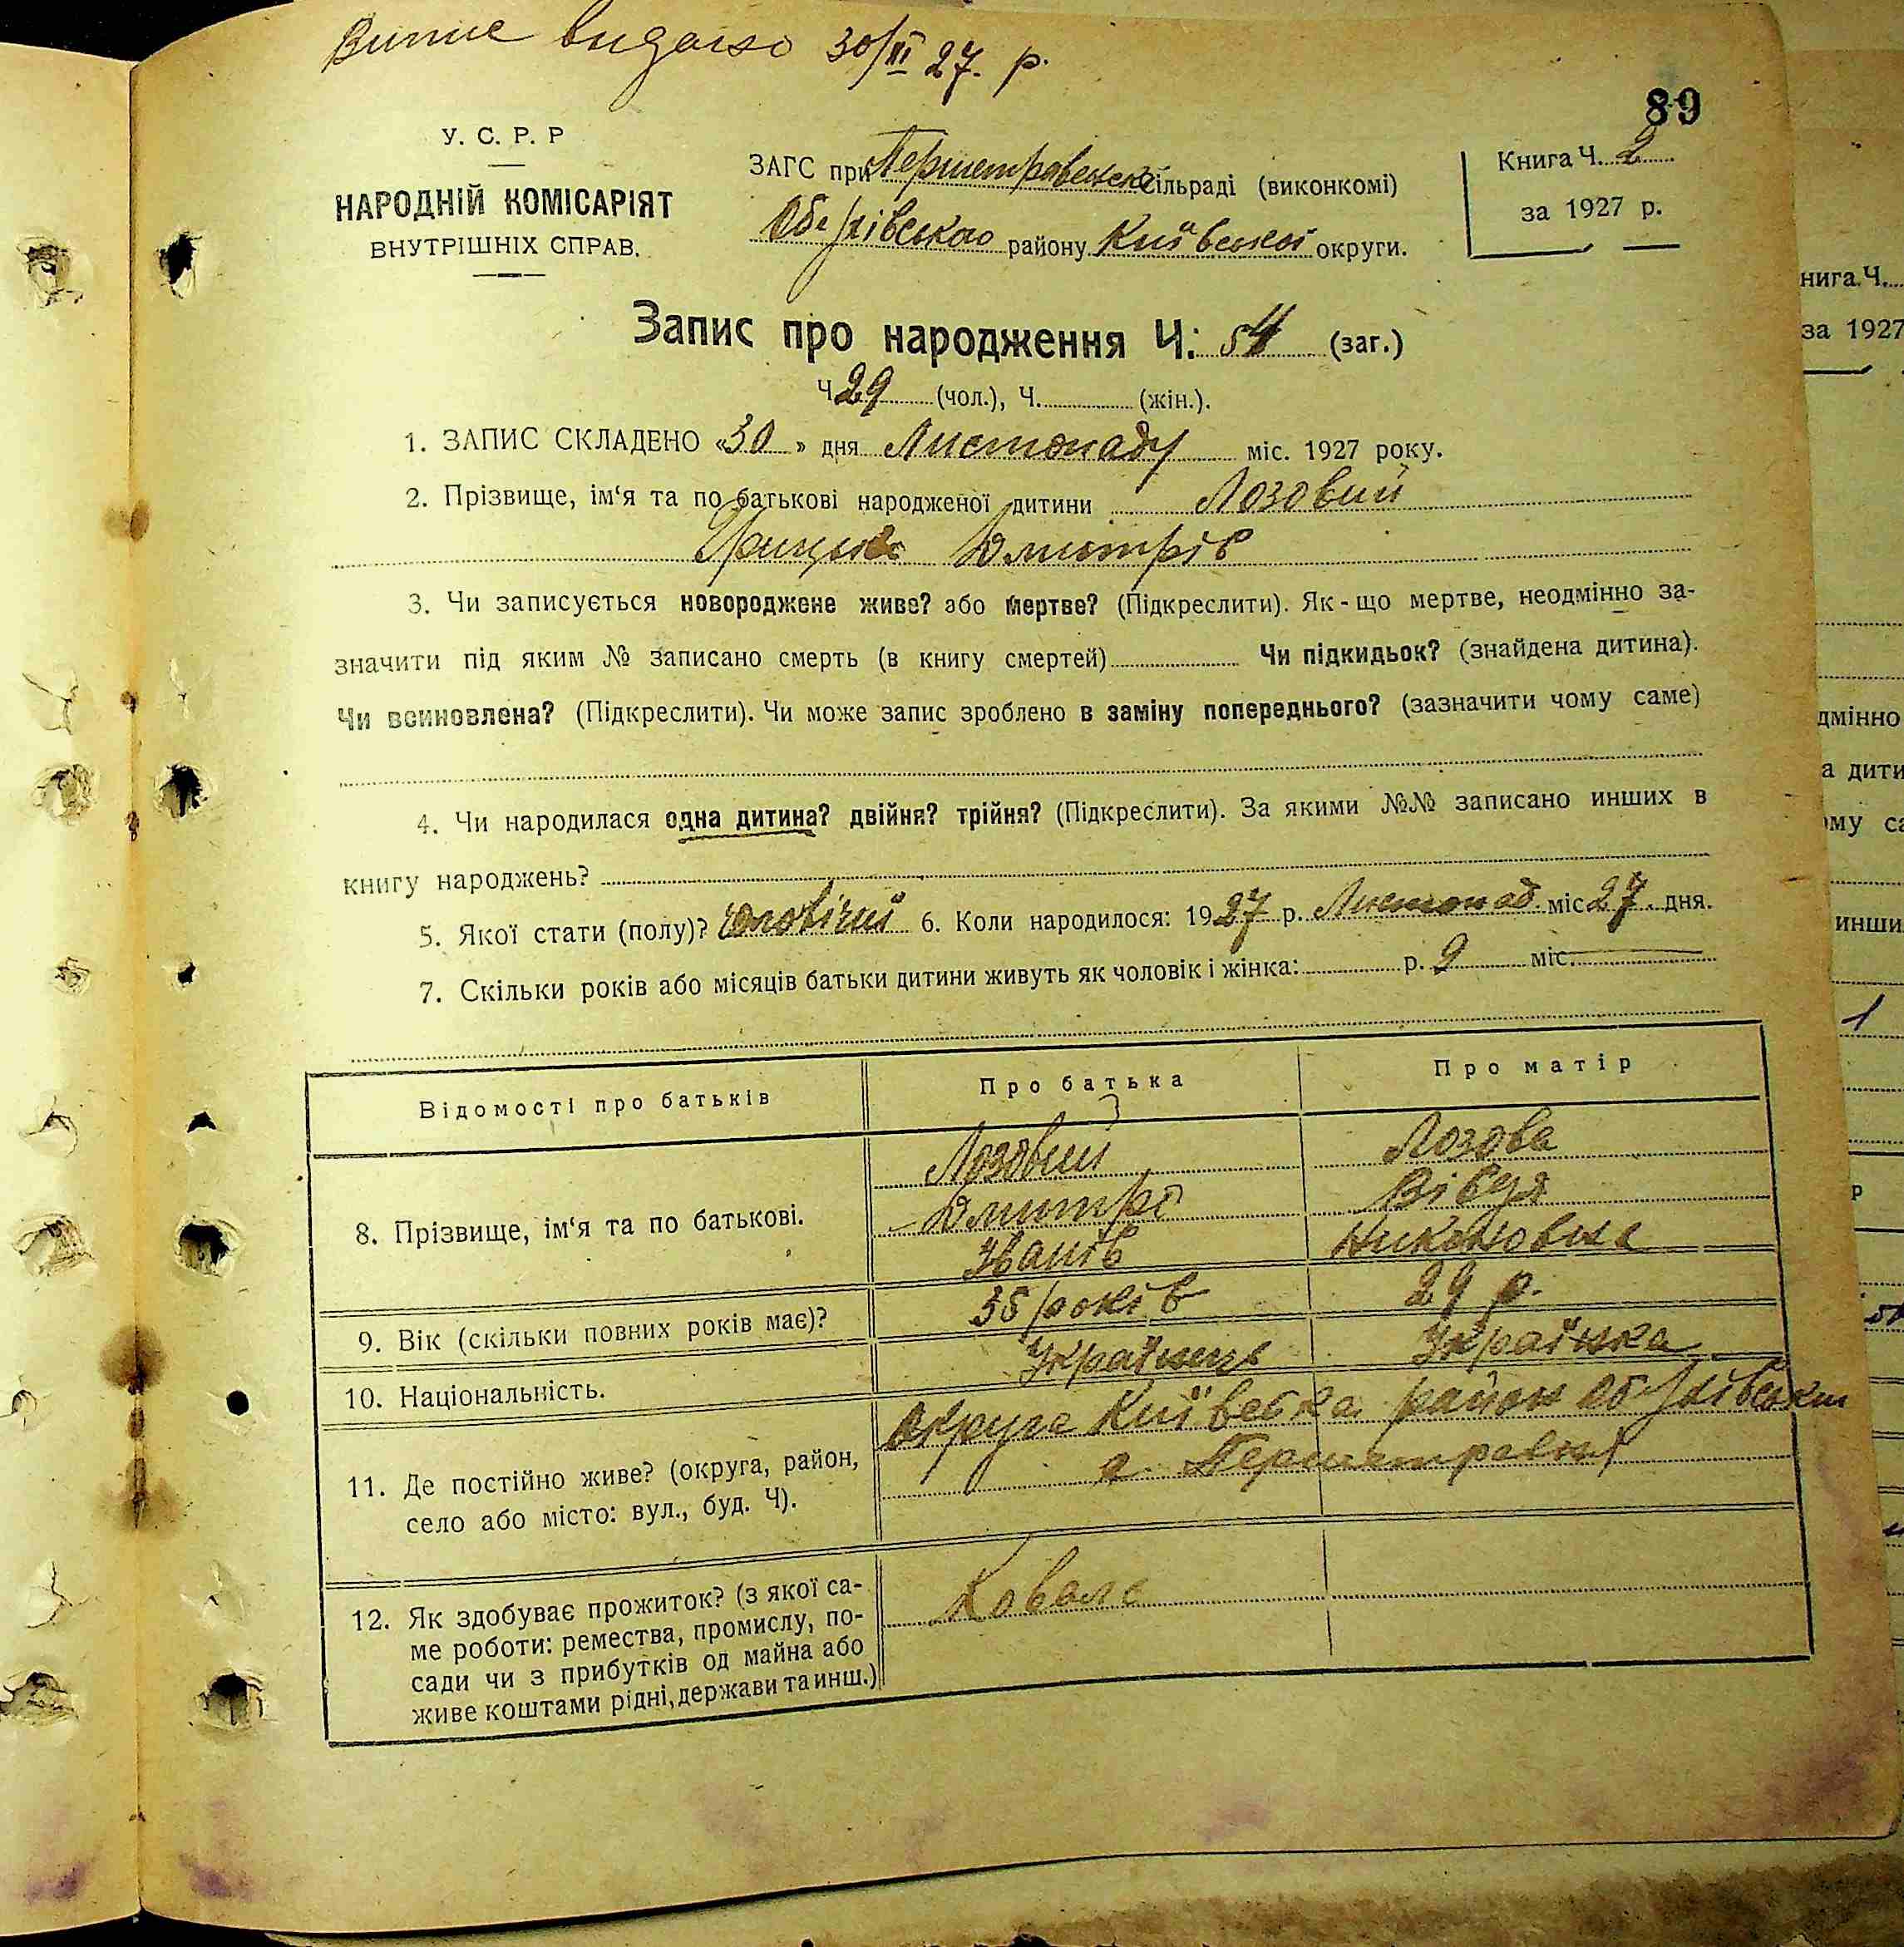 Випис видано 30/XI 27. р.
89
У. С. Р. Р
НАРОДНІЙ КОМІСАРІЯТ
ВНУТРІШНІХ СПРАВ.
ЗАГС при Сільраді (виконкомі)
району Київської округи.
Книга Ч. 2
за 1927 р.
Запис про народження Ч: 54 (заг.)
Ч 29 (чол.), Ч. (жін.).
1. ЗАПИС СКЛАДЕНО «30» дня Листопаду міс. 1927 року.
2. Прізвище, ім‘я та по батькові народженої дитини Лозовий
Грицько Дмитрів
3. Чи записується новороджене живе? або мертве? (Підкреслити). Як-що мертве, неодмінно за-
значити під яким № записано смерть (в книгу смертей) Чи підкидьок? (знайдена дитина).
Чи всиновлена? (Підкреслити). Чи може запис зроблено в заміну попереднього? (зазначити чому саме)
4. Чи народилася одна дитина? двійня? трійня? (Підкреслити). За якими №№ записано инших в
книгу народжень?
5. Якої стати (полу)? Чоловічий 6. Коли народилося: 1927 р. Листопад міс 27. дня.
7. Скільки років або місяців батьки дитини живуть як чоловік і жінка: р. 9 міс.
Відомості про батьків
Про батька
Про матір
8. Прізвище, ім‘я та по батькові.
Лозовий
Дмитро
Іванів
Лозова
Вівдя
Никоновна
9. Вік (скільки повних років має)?
35 років
29 р.
10. Національність.
Українець
Українка
11. Де постійно живе? (округа, район,
село або місто: вул., буд. Ч).
Округа Київська район
12. Як здобуває прожиток? (з якої са-
ме роботи: ремества, промислу, по-
сади чи з прибутків од майна або
живе коштами рідні, держави та инш.)
Коваль
нига Ч.
за 1927
дмінно
а дити
ому са
инши
1
р